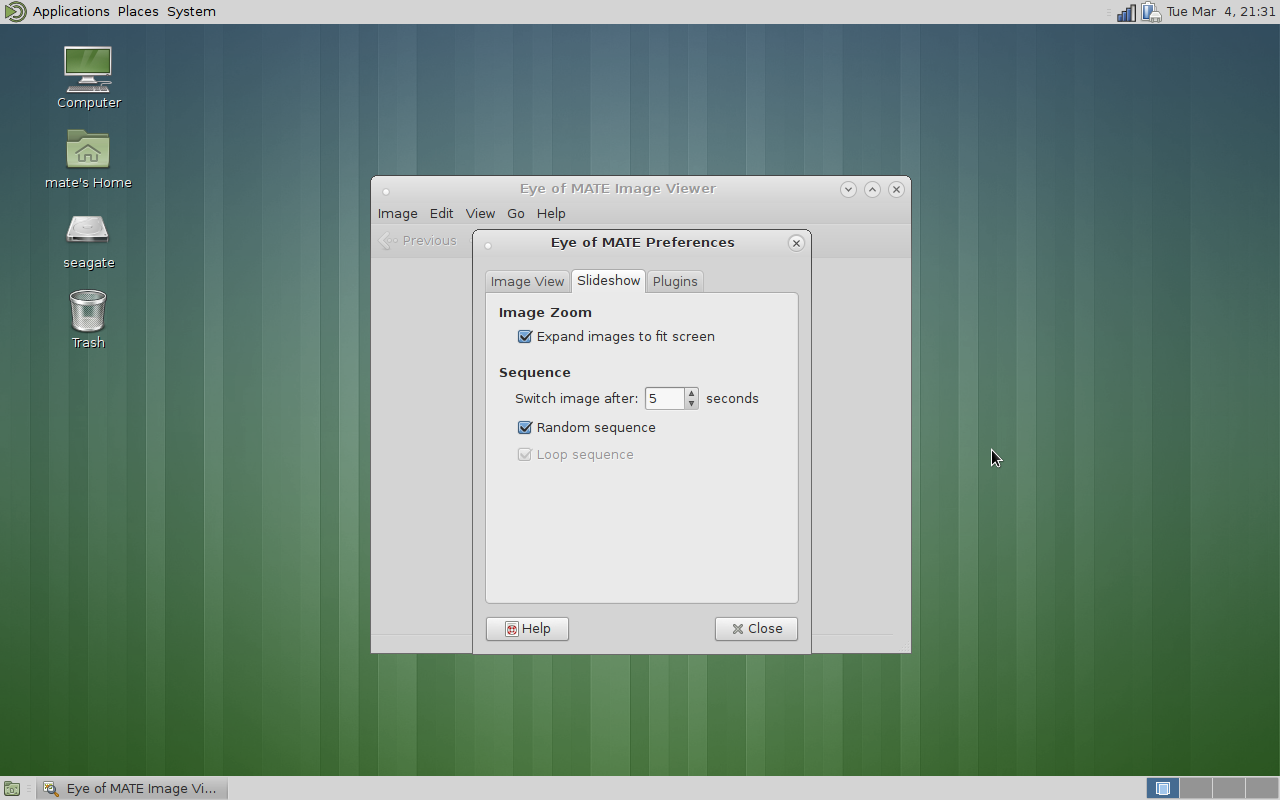 Applications Places System
Tue Mar 4, 21:31
Computer
mate's Home
seagate
Trash
Eye of MATE Image Viewer
Image Edit View Go Help
Previous
Eye of MATE Preferences
Image View Slideshow Plugins
Image Zoom
Expand images to fit screen
Sequence
Switch image after: 5 seconds
Random sequence
Loop sequence
Help Close
Eye of MATE Image Vi...